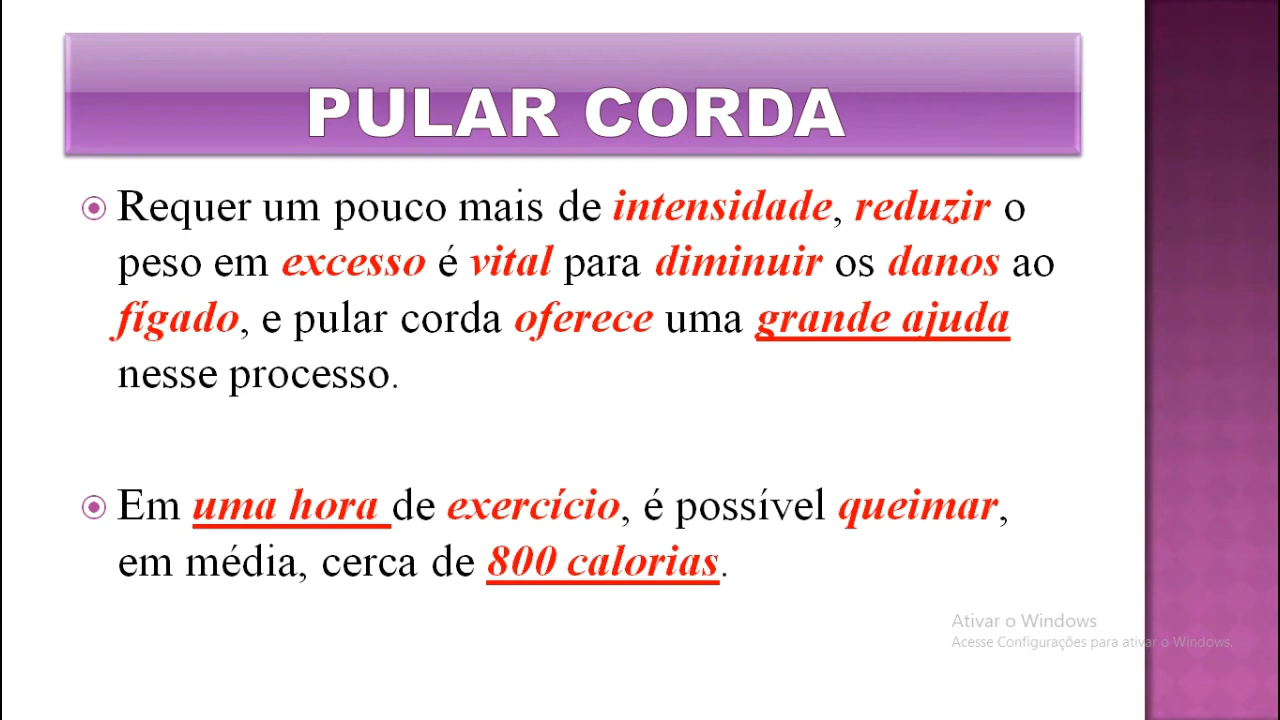 PULAR CORDA
Requer um pouco mais de intensidade, reduzir o
peso em excesso é vital para diminuir os danos ao
fígado, e pular corda oferece uma grande ajuda
nesse processo.
Em uma hora de exercício, é possível queimar,
em média, cerca de 800 calorias.
Ativar o Windows
Acesse Configurações para ativar o Windows.